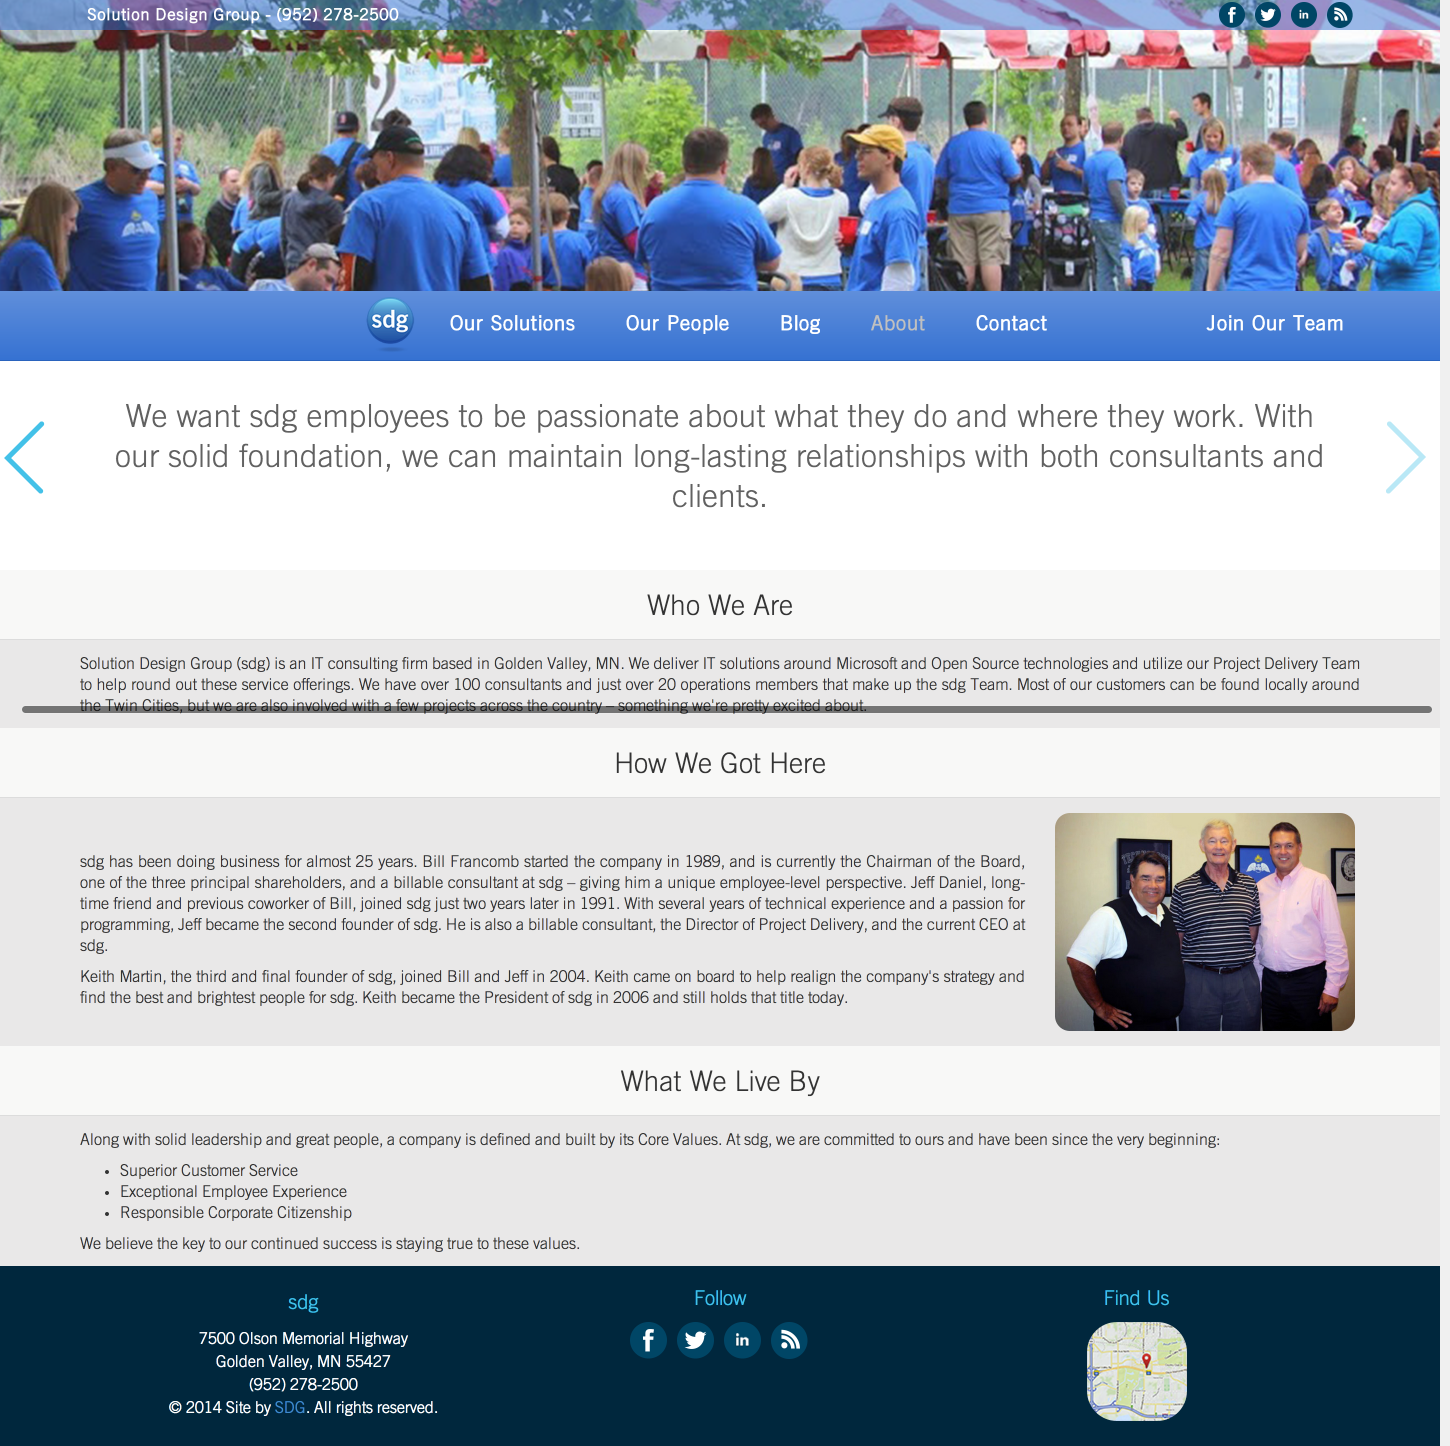 Solution Design Group - (952) 278-2500
sdg
Our Solutions
Our People
Blog
About
Contact
Join Our Team
We want sdg employees to be passionate about what they do and where they work. With
our solid foundation, we can maintain long-lasting relationships with both consultants and
clients.
Who We Are
Solution Design Group (sdg) is an IT consulting firm based in Golden Valley, MN. We deliver IT solutions around Microsoft and Open Source technologies and utilize our Project Delivery Team
to help round out these service offerings. We have over 100 consultants and just over 20 operations members that make up the sdg Team. Most of our customers can be found locally around
the Twin Cities, but we are also involved with a few projects across the country – something we're pretty excited about.
How We Got Here
sdg has been doing business for almost 25 years. Bill Francomb started the company in 1989, and is currently the Chairman of the Board,
one of the three principal shareholders, and a billable consultant at sdg – giving him a unique employee-level perspective. Jeff Daniel, long-
time friend and previous coworker of Bill, joined sdg just two years later in 1991. With several years of technical experience and a passion for
programming, Jeff became the second founder of sdg. He is also a billable consultant, the Director of Project Delivery, and the current CEO at
sdg.
Keith Martin, the third and final founder of sdg, joined Bill and Jeff in 2004. Keith came on board to help realign the company's strategy and
find the best and brightest people for sdg. Keith became the President of sdg in 2006 and still holds that title today.
What We Live By
Along with solid leadership and great people, a company is defined and built by its Core Values. At sdg, we are committed to ours and have been since the very beginning:
• Superior Customer Service
• Exceptional Employee Experience
• Responsible Corporate Citizenship
We believe the key to our continued success is staying true to these values.
sdg
7500 Olson Memorial Highway
Golden Valley, MN 55427
(952) 278-2500
© 2014 Site by SDG. All rights reserved.
Follow
Find Us